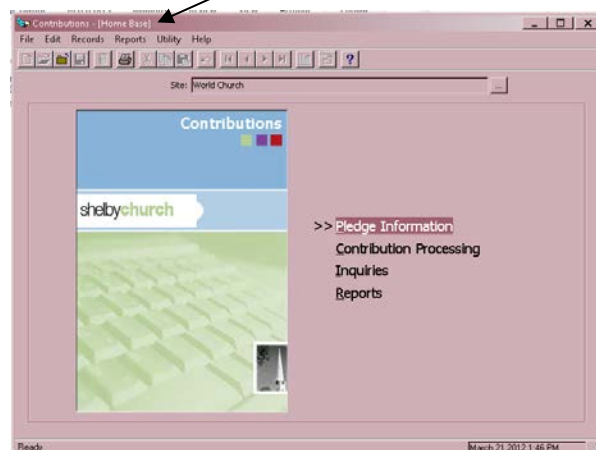 Contributions - [Home Base]
File Edit Records Reports Utility Help
Site: World Church
...
Contributions
shelbychurch
>> Pledge Information
Contribution Processing
Inquiries
Reports
Ready
March 21, 2012 1:46 PM